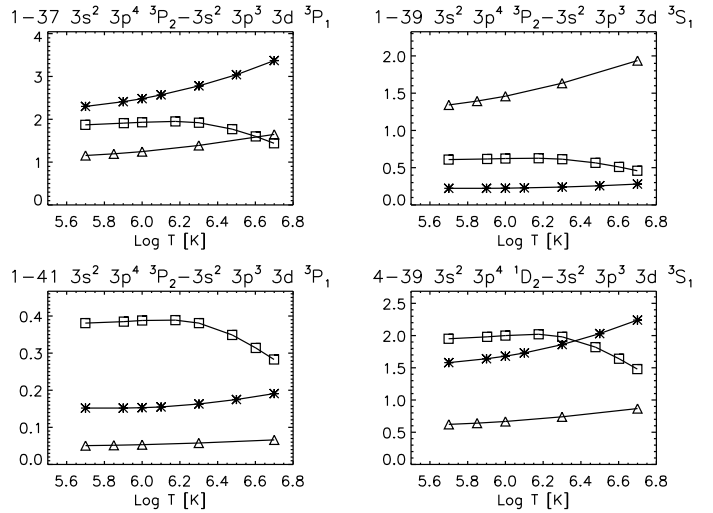 1-37 3s² 3p⁴ ³P₂-3s² 3p³ 3d ³P₁
4
3
2
1
0
5.6 5.8 6.0 6.2 6.4 6.6 6.8
Log T [K]
1-39 3s² 3p⁴ ³P₂-3s² 3p³ 3d ³S₁
2.0
1.5
1.0
0.5
0.0
5.6 5.8 6.0 6.2 6.4 6.6 6.8
Log T [K]
1-41 3s² 3p⁴ ³P₂-3s² 3p³ 3d ³P₁
0.4
0.3
0.2
0.1
0.0
5.6 5.8 6.0 6.2 6.4 6.6 6.8
Log T [K]
4-39 3s² 3p⁴ ¹D₂-3s² 3p³ 3d ³S₁
2.5
2.0
1.5
1.0
0.5
0.0
5.6 5.8 6.0 6.2 6.4 6.6 6.8
Log T [K]